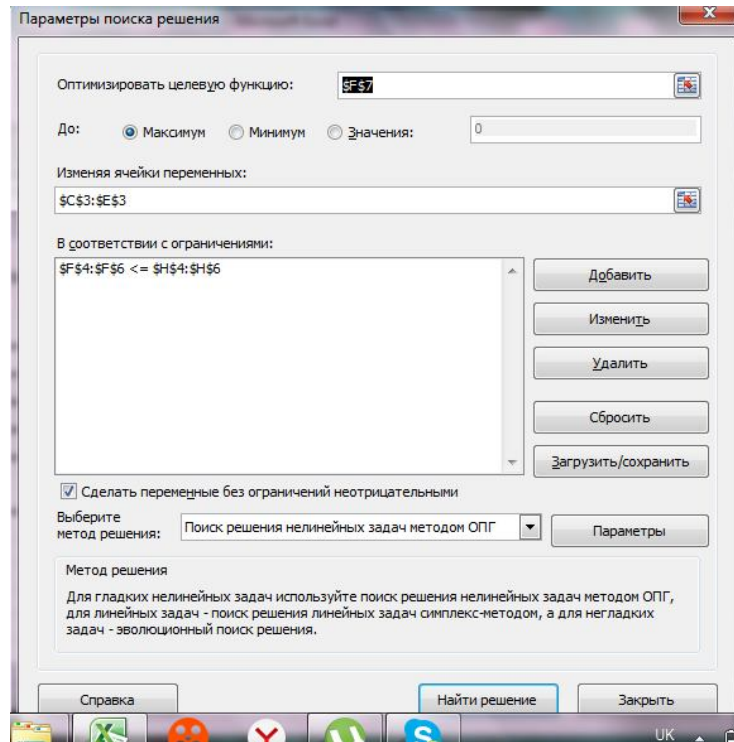 Параметры поиска решения
X
Оптимизировать целевую функцию:
$F$7
До:
Максимум
Минимум
Значения:
0
Изменяя ячейки переменных:
$C$3:$E$3
В соответствии с ограничениями:
$F$4:$F$6 <= $H$4:$H$6
Добавить
Изменить
Удалить
Сбросить
Загрузить/сохранить
Сделать переменные без ограничений неотрицательными
Выберите
метод решения:
Поиск решения нелинейных задач методом ОПГ
Параметры
Метод решения
Для гладких нелинейных задач используйте поиск решения нелинейных задач методом ОПГ,
для линейных задач - поиск решения линейных задач симплекс-методом, а для негладких
задач - эволюционный поиск решения.
Справка
Найти решение
Закрыть
UK